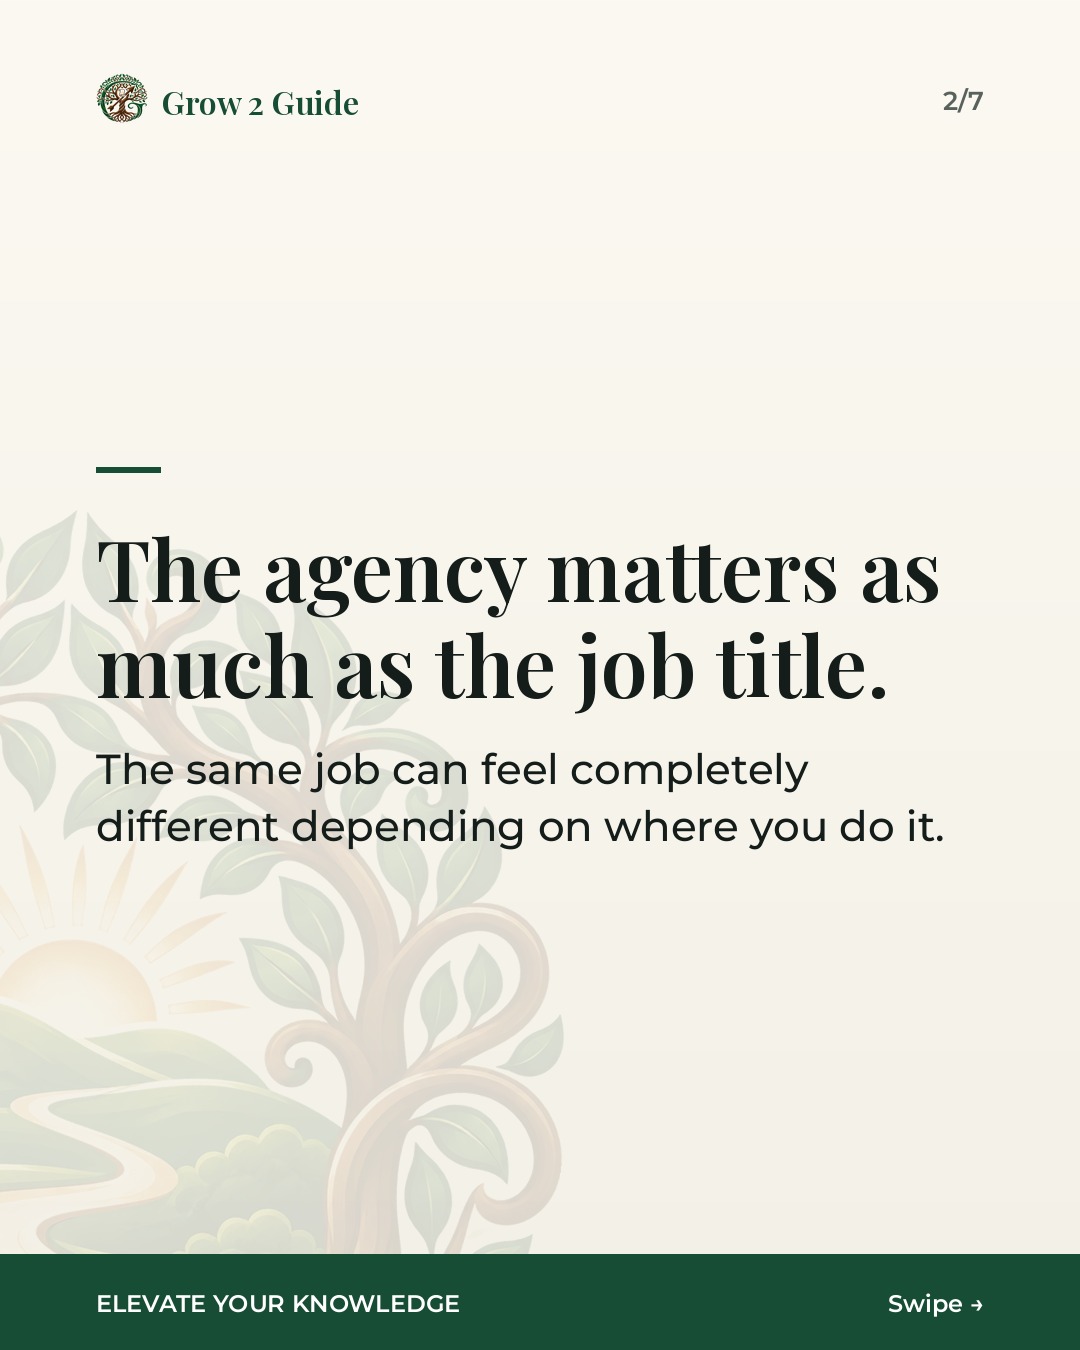 Grow 2 Guide
2/7
The agency matters as
much as the job title.
The same job can feel completely
different depending on where you do it.
ELEVATE YOUR KNOWLEDGE
Swipe →